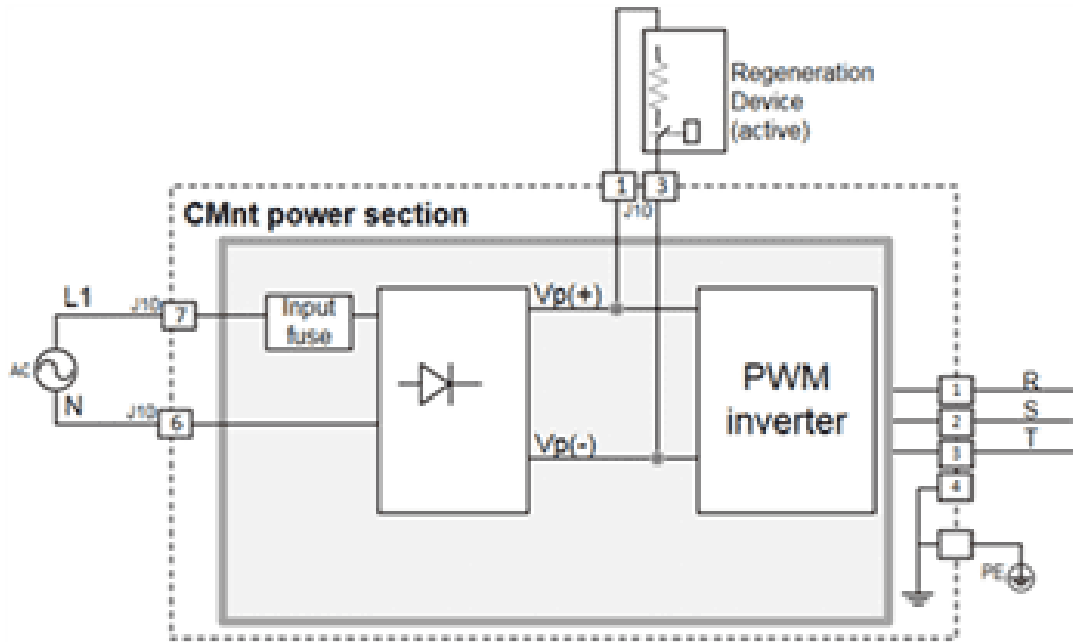 Regeneration
Device
(active)
1 3
J10
CMnt power section
L1
J10
7
Input
fuse
Vp(+)
AC
N
J10
6
PWM
inverter
Vp(-)
1
R
2
S
3
T
4
PE